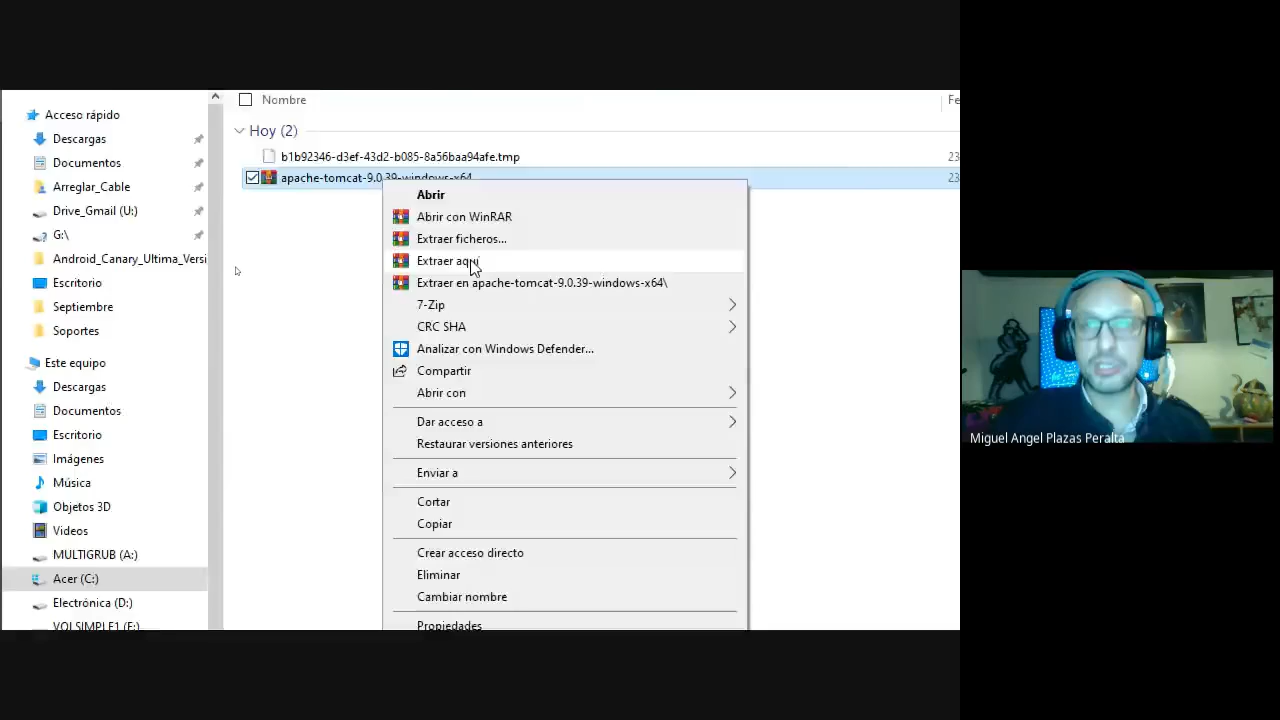 Acceso rápido
Descargas
Documentos
Arreglar_Cable
Drive_Gmail (U:)
G:\
Android_Canary_Ultima_Versi
Escritorio
Septiembre
Soportes
Este equipo
Descargas
Documentos
Escritorio
Imágenes
Música
Objetos 3D
Videos
MULTIGRUB (A:)
Acer (C:)
Electrónica (D:)
VOLSIMPLE1 (E:)
Nombre
Fe
Hoy (2)
b1b92346-d3ef-43d2-b085-8a56baa94afe.tmp
23
apache-tomcat-9.0.39-windows-x64
23
Abrir
Abrir con WinRAR
Extraer ficheros...
Extraer aquí
Extraer en apache-tomcat-9.0.39-windows-x64\
7-Zip
CRC SHA
Analizar con Windows Defender...
Compartir
Abrir con
Dar acceso a
Restaurar versiones anteriores
Enviar a
Cortar
Copiar
Crear acceso directo
Eliminar
Cambiar nombre
Propiedades
Miguel Angel Plazas Peralta